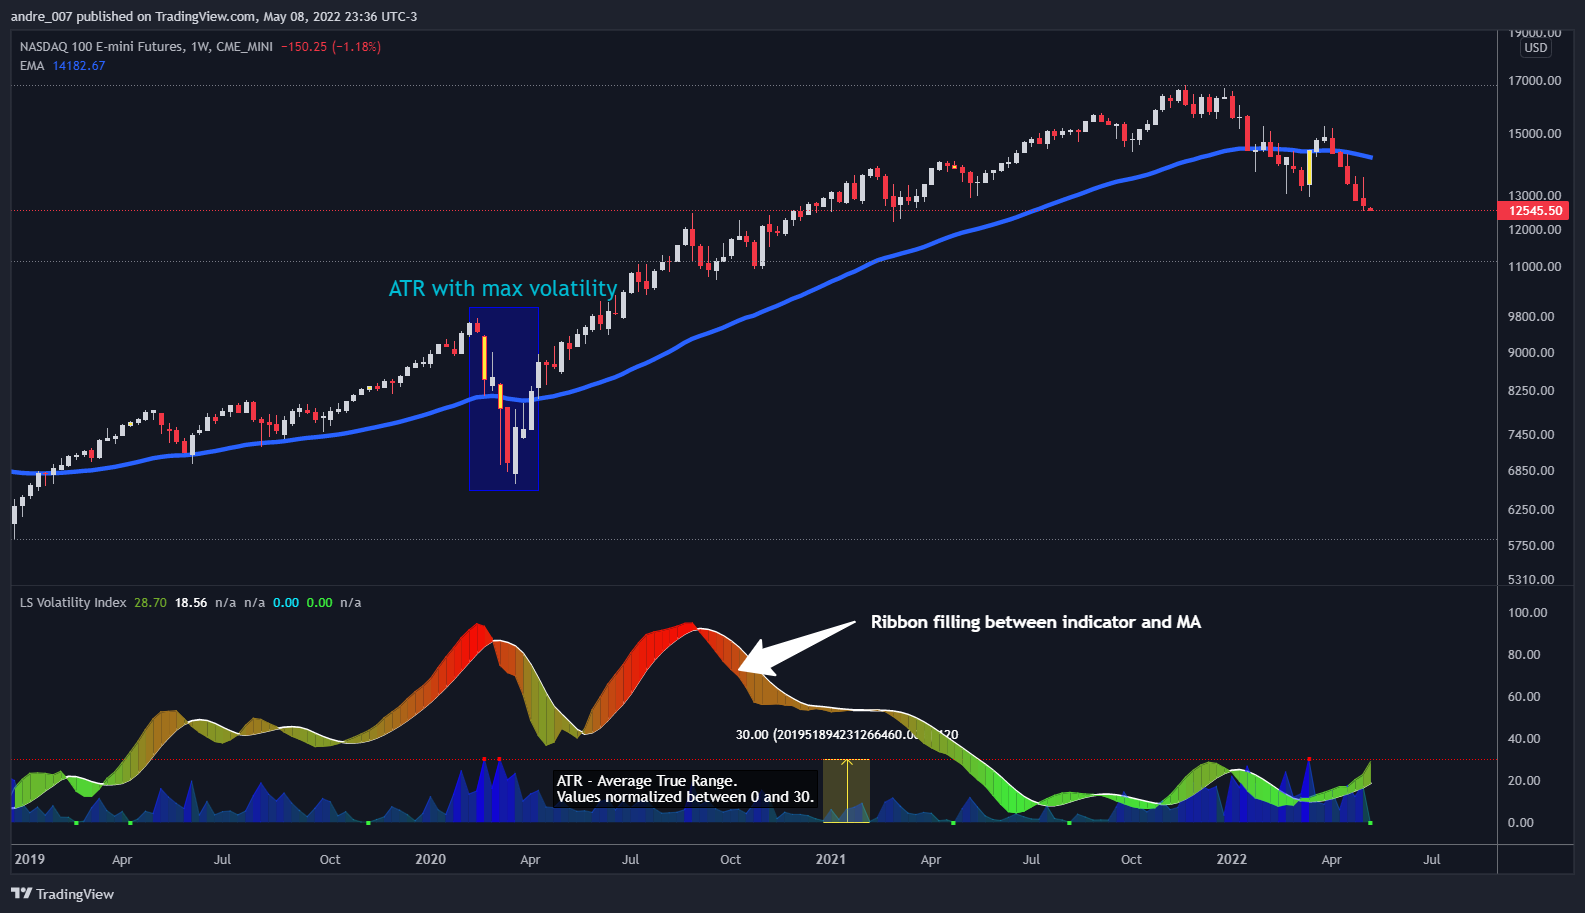 andre_007 published on TradingView.com, May 08, 2022 23:36 UTC-3
NASDAQ 100 E-mini Futures, 1W, CME_MINI −150.25 (−1.18%)
EMA 14182.67
19000.00
USD
17000.00
15000.00
13000.00
12545.50
12000.00
11000.00
9800.00
9000.00
8250.00
7450.00
6850.00
6250.00
5750.00
5310.00
ATR with max volatility
LS Volatility Index 28.70 18.56 n/a n/a 0.00 0.00 n/a
Ribbon filling between indicator and MA
30.00 (201951894231266460.0
120
ATR - Average True Range.
Values normalized between 0 and 30.
100.00
80.00
60.00
40.00
20.00
0.00
2019 Apr Jul Oct 2020 Apr Jul Oct 2021 Apr Jul Oct 2022 Apr Jul
TradingView